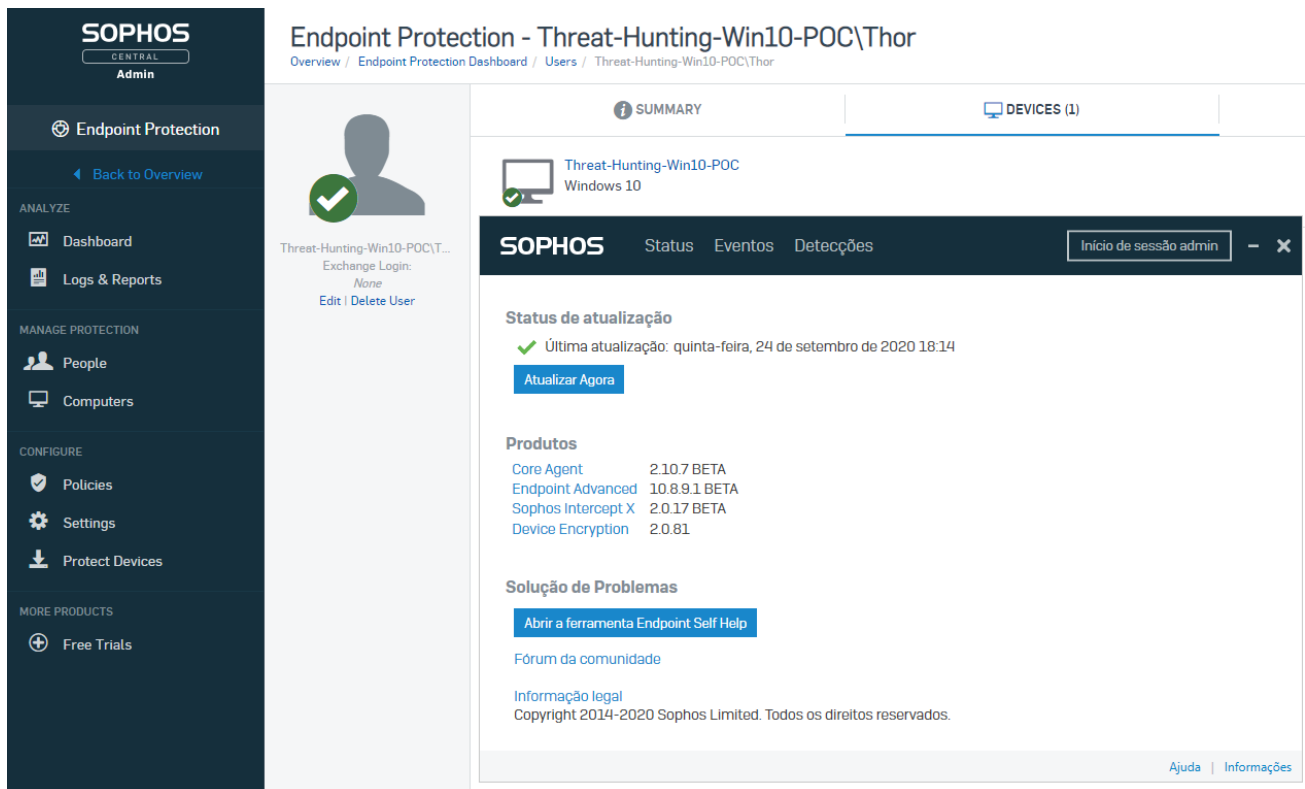 SOPHOS
CENTRAL
Admin
Endpoint Protection
Back to Overview
ANALYZE
Dashboard
Logs & Reports
MANAGE PROTECTION
People
Computers
CONFIGURE
Policies
Settings
Protect Devices
MORE PRODUCTS
Free Trials
Endpoint Protection - Threat-Hunting-Win10-POC\Thor
Overview / Endpoint Protection Dashboard / Users / Threat-Hunting-Win10-POC\Thor
Threat-Hunting-Win10-POC\T...
Exchange Login:
None
Edit | Delete User
SUMMARY
DEVICES (1)
Threat-Hunting-Win10-POC
Windows 10
SOPHOS Status Eventos Detecções Início de sessão admin
Status de atualização
Última atualização: quinta-feira, 24 de setembro de 2020 18:14
Atualizar Agora
Produtos
Core Agent 2.10.7 BETA
Endpoint Advanced 10.8.9.1 BETA
Sophos Intercept X 2.0.17 BETA
Device Encryption 2.0.81
Solução de Problemas
Abrir a ferramenta Endpoint Self Help
Fórum da comunidade
Informação legal
Copyright 2014-2020 Sophos Limited. Todos os direitos reservados.
Ajuda | Informações